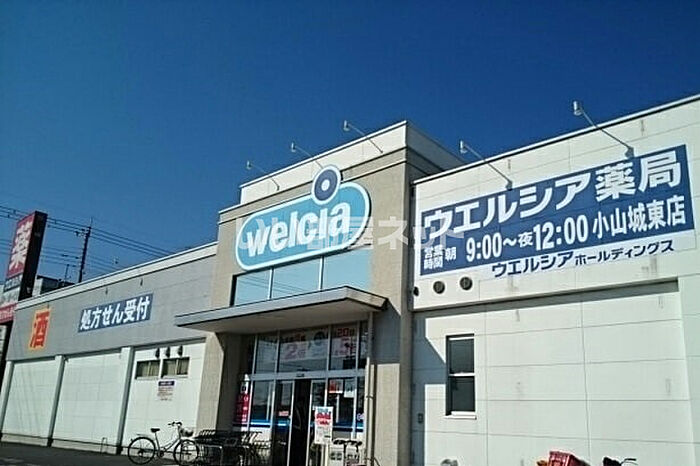 welcia
ウエルシア薬局
営業時間 朝9:00～夜12:00 小山城東店
ウエルシアホールディングス
薬
酒
処方せん受付